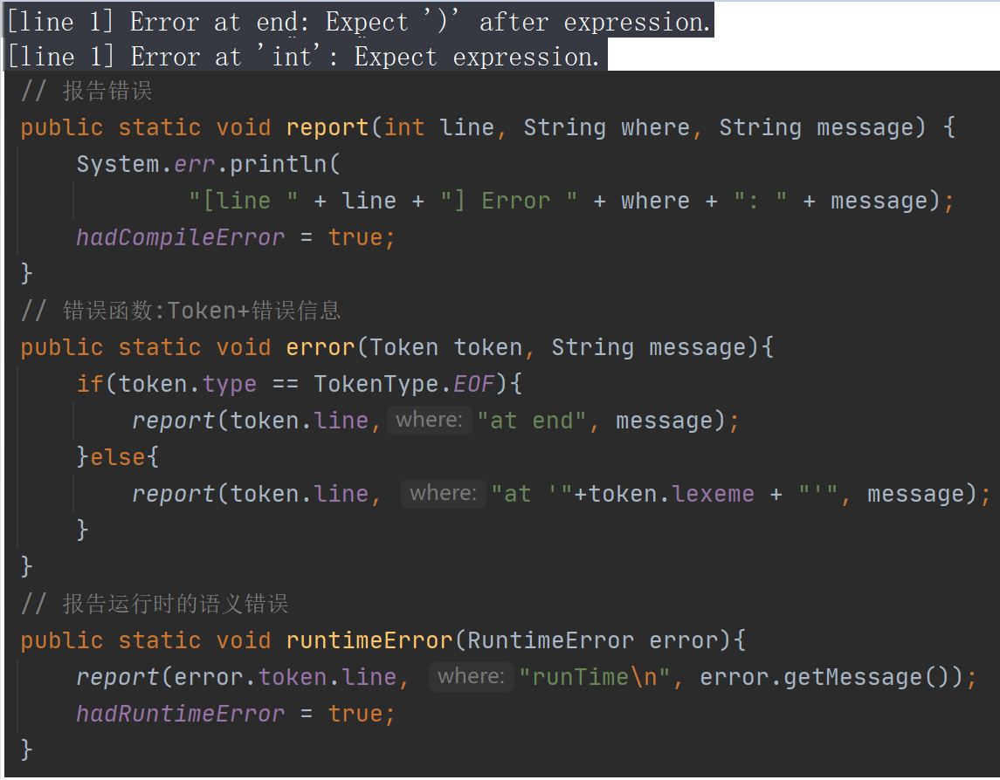 [line 1] Error at end: Expect ')' after expression.
[line 1] Error at 'int': Expect expression.
// 报告错误
public static void report(int line, String where, String message) {
System.err.println(
"[line " + line + "] Error " + where + ": " + message);
hadCompileError = true;
}
// 错误函数:Token+错误信息
public static void error(Token token, String message){
if(token.type == TokenType.EOF){
report(token.line, where: "at end", message);
}else{
report(token.line, where: "at '"+token.lexeme + "'", message);
}
}
// 报告运行时的语义错误
public static void runtimeError(RuntimeError error){
report(error.token.line, where: "runTime\n", error.getMessage());
hadRuntimeError = true;
}